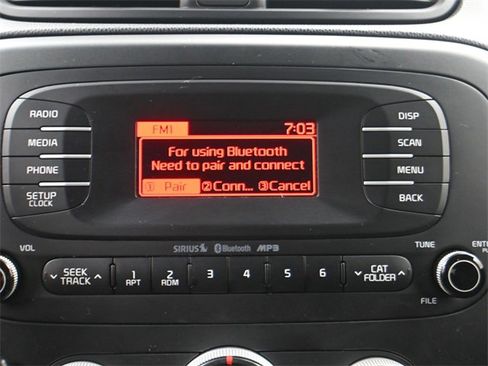 FM1 7:03
For using Bluetooth
Need to pair and connect
① Pair ②Conn... ③Cancel
RADIO
MEDIA
PHONE
SETUP
CLOCK
DISP
SCAN
MENU
BACK
SIRIUS Bluetooth MP3
VOL
SEEK
TRACK
1
RPT
2
RDM
3
4
5
6
CAT
FOLDER
TUNE
FILE